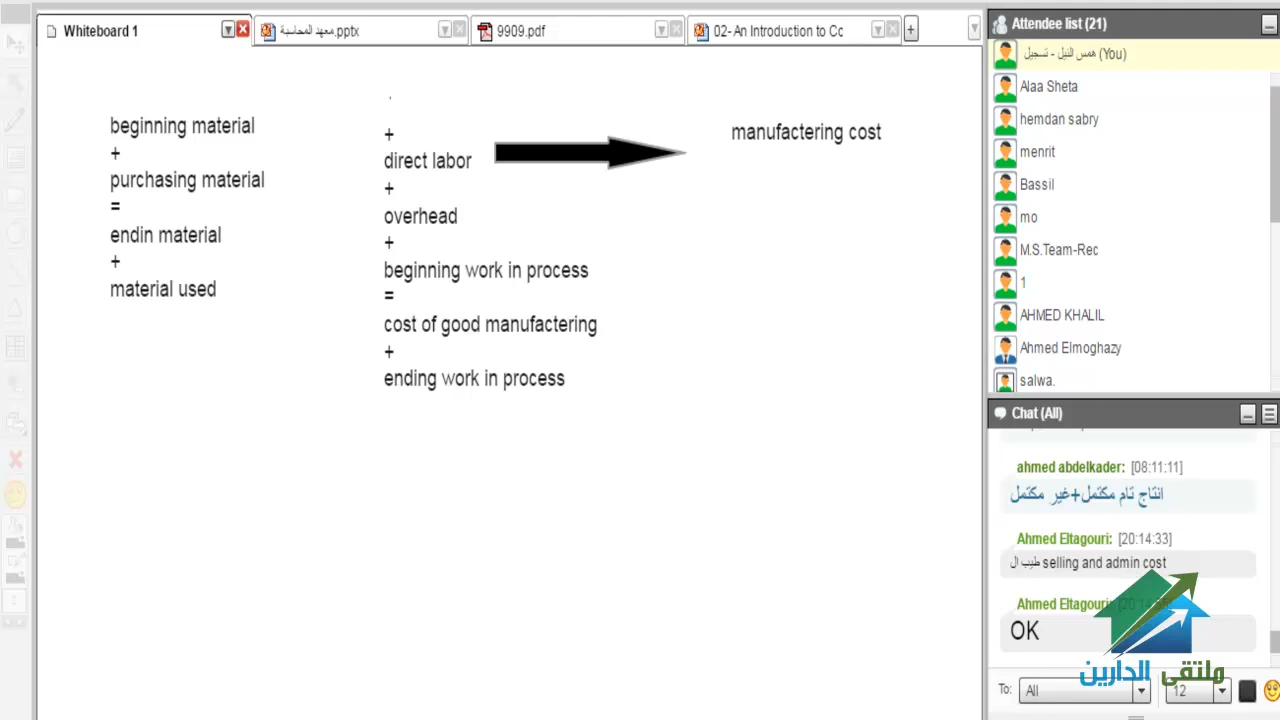 Whiteboard 1
معهد المحاسبة.pptx
9909.pdf
02- An Introduction to Cc
+
beginning material
+
purchasing material
=
endin material
+
material used
+
direct labor
+
overhead
+
beginning work in process
=
cost of good manufactering
+
ending work in process
manufactering cost
Attendee list (21)
همس النيل - تسجيل (You)
Alaa Sheta
hemdan sabry
menrit
Bassil
mo
M.S.Team-Rec
1
AHMED KHALIL
Ahmed Elmoghazy
salwa.
Chat (All)
ahmed abdelkader: [08:11:11]
انتاج تام مكتمل+غير مكتمل
Ahmed Eltagouri: [20:14:33]
طيب ال selling and admin cost
Ahmed Eltagouri:
OK
ملتقى الدارين
To: All
12